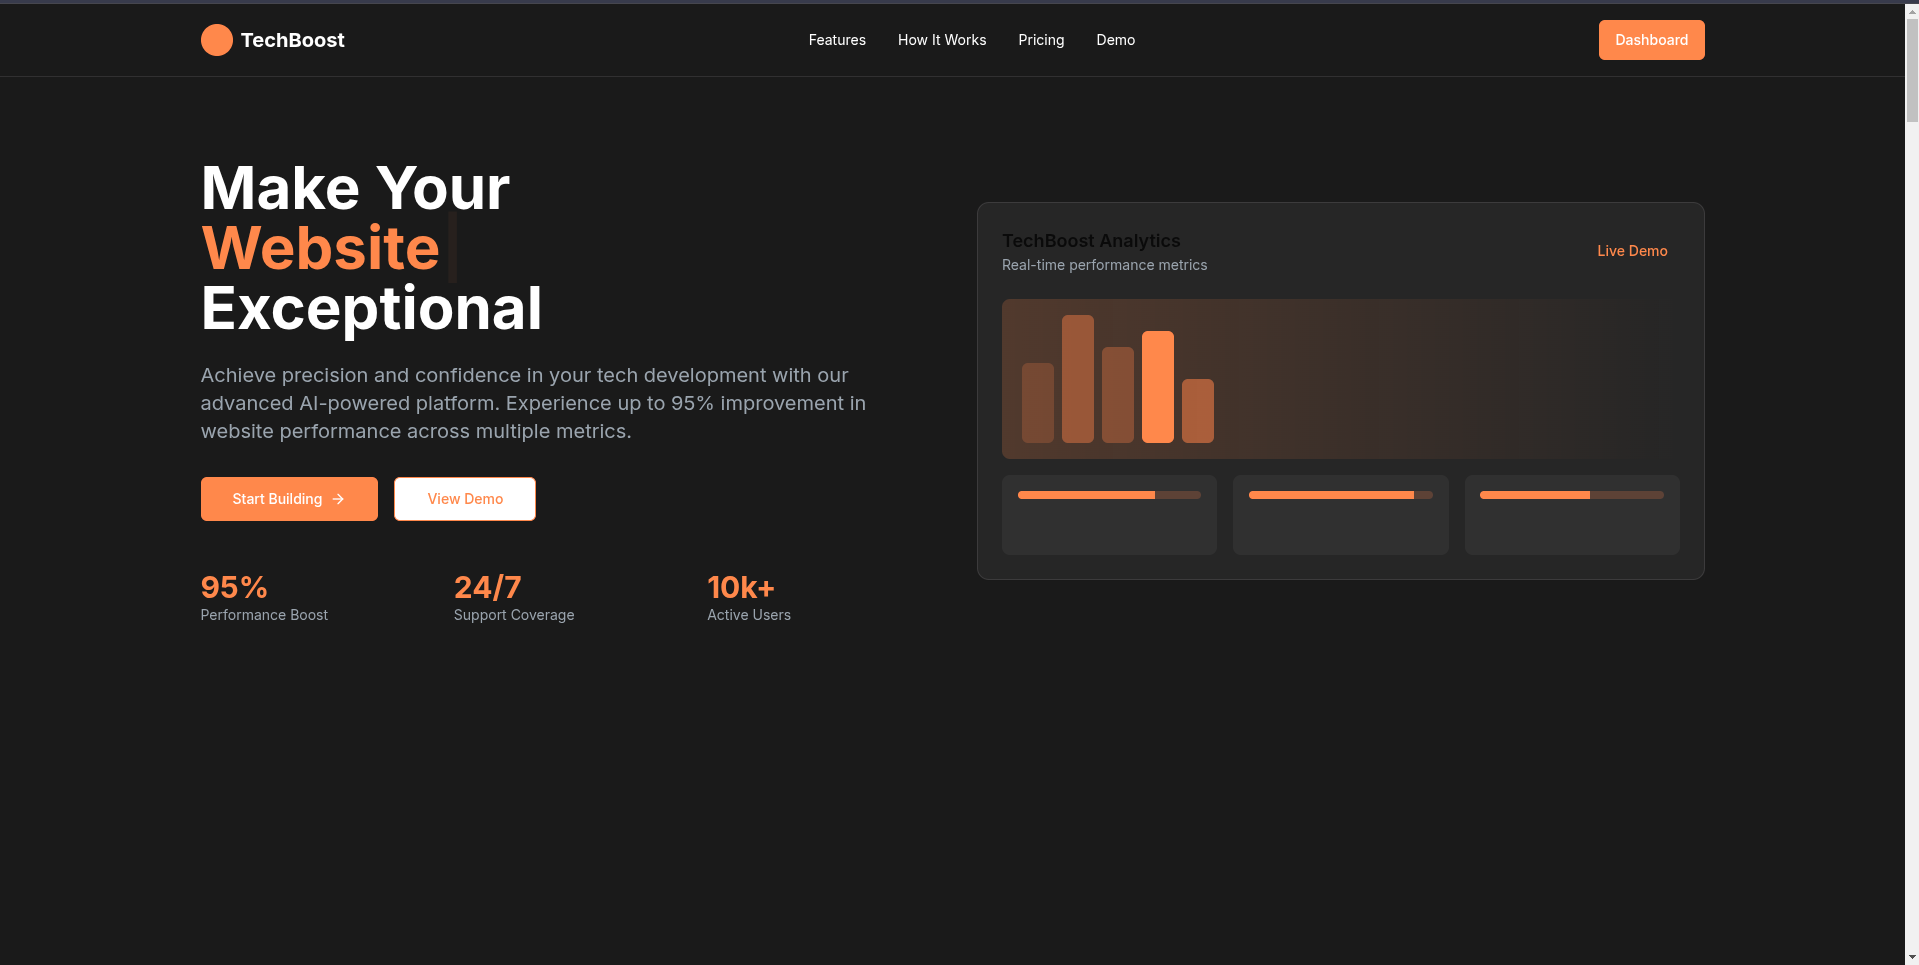 TechBoost
Features
How It Works
Pricing
Demo
Dashboard
Make Your
Website
Exceptional
Achieve precision and confidence in your tech development with our
advanced AI-powered platform. Experience up to 95% improvement in
website performance across multiple metrics.
Start Building →
View Demo
95%
Performance Boost
24/7
Support Coverage
10k+
Active Users
TechBoost Analytics
Real-time performance metrics
Live Demo